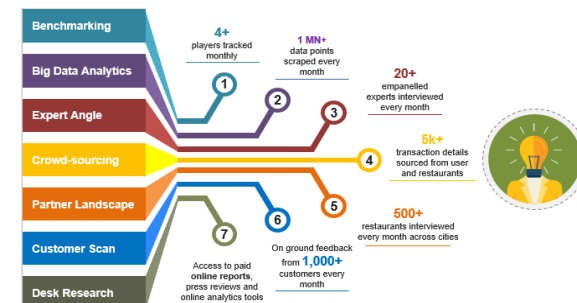 Benchmarking
Big Data Analytics
Expert Angle
Crowd-sourcing
Partner Landscape
Customer Scan
Desk Research
4+
players tracked
monthly
1
1 MN+
data points
scraped every
month
2
20+
empanelled
experts interviewed
every month
3
5k+
transaction details
sourced from user
and restaurants
4
500+
restaurants interviewed
every month across cities
5
On ground feedback
from 1,000+
customers every
month
6
Access to paid
online reports,
press reviews and
online analytics tools
7